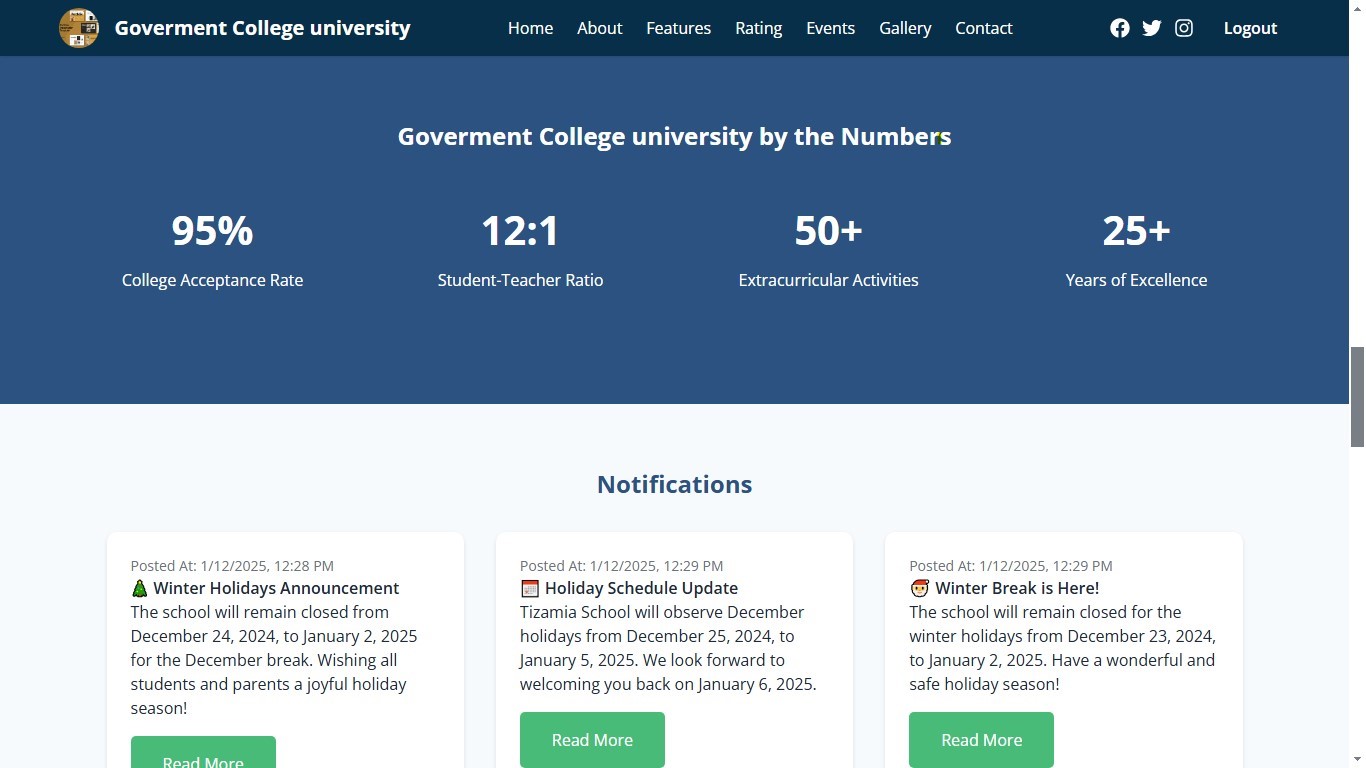 Goverment College university
Home About Features Rating Events Gallery Contact
Logout
Goverment College university by the Numbers
95%
College Acceptance Rate
12:1
Student-Teacher Ratio
50+
Extracurricular Activities
25+
Years of Excellence
Notifications
Posted At: 1/12/2025, 12:28 PM
🎄 Winter Holidays Announcement
The school will remain closed from
December 24, 2024, to January 2, 2025
for the December break. Wishing all
students and parents a joyful holiday
season!
Read More
Posted At: 1/12/2025, 12:29 PM
📅 Holiday Schedule Update
Tizamia School will observe December
holidays from December 25, 2024, to
January 5, 2025. We look forward to
welcoming you back on January 6, 2025.
Read More
Posted At: 1/12/2025, 12:29 PM
🎅 Winter Break is Here!
The school will remain closed for the
winter holidays from December 23, 2024,
to January 2, 2025. Have a wonderful and
safe holiday season!
Read More